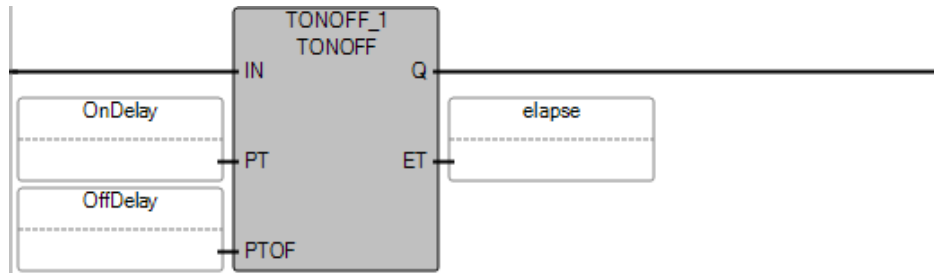 TONOFF_1
TONOFF
IN Q
OnDelay elapse
PT ET
OffDelay
PTOF